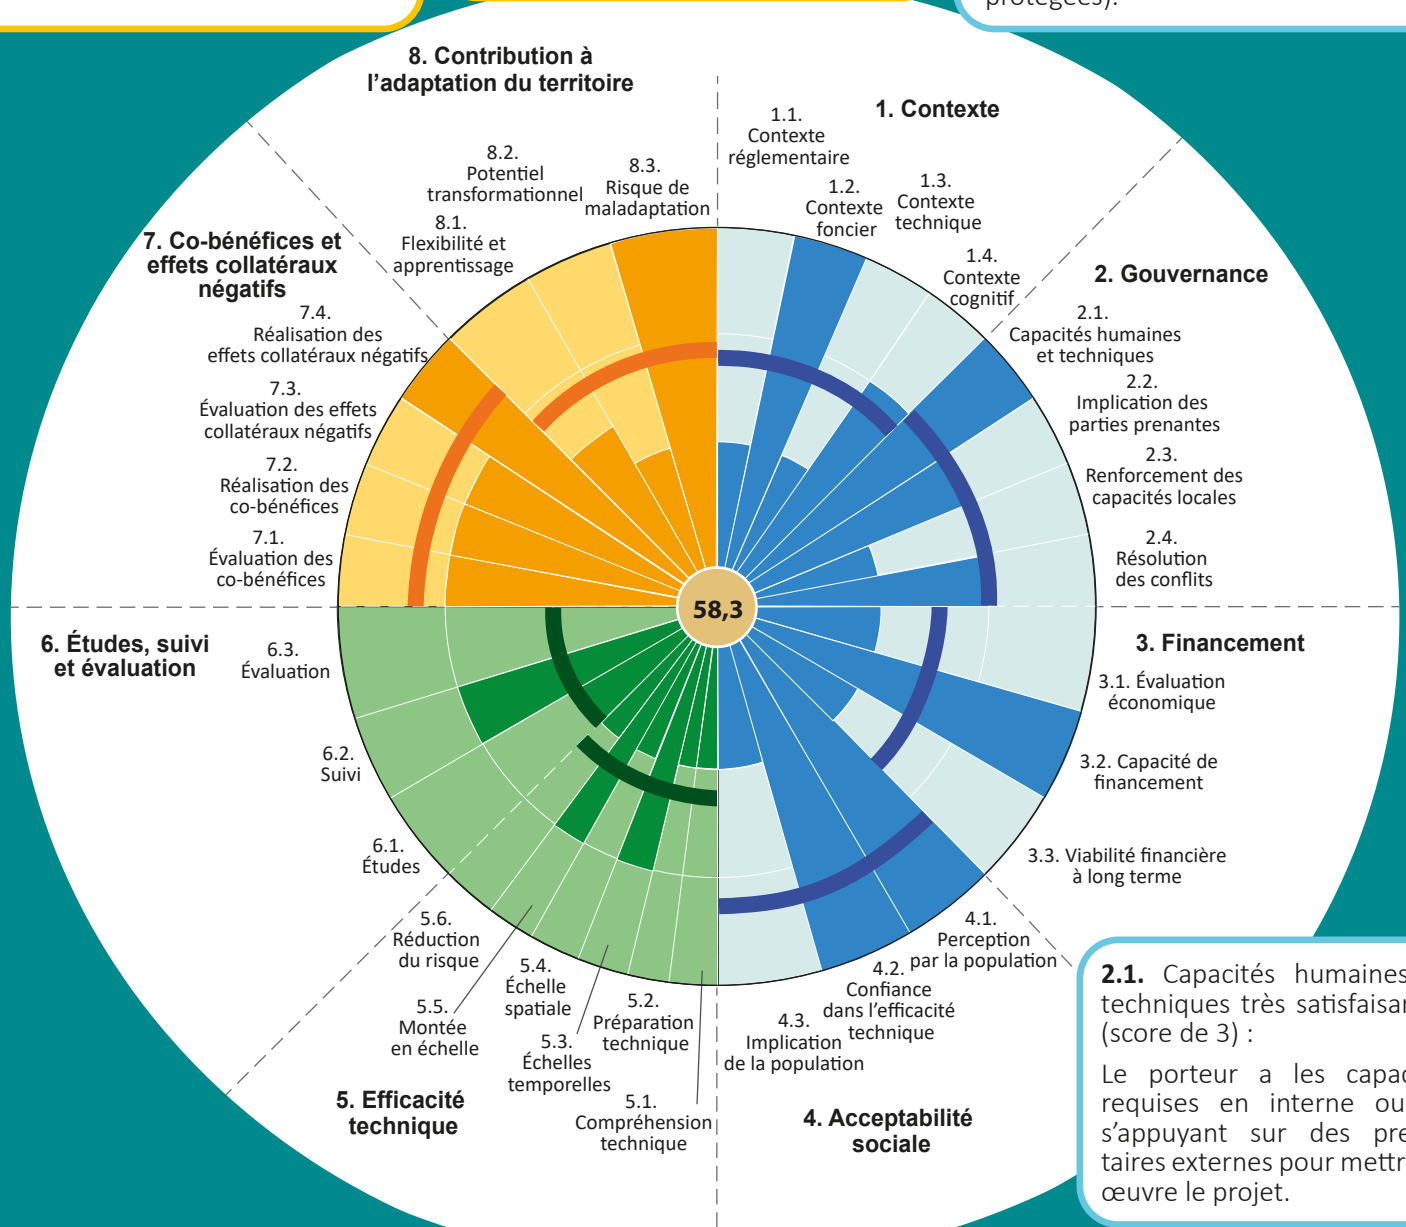 protégées).
8. Contribution à
l'adaptation du territoire
8.1.
Flexibilité et
apprentissage
8.2.
Potentiel
transformationnel
8.3.
Risque de
maladaptation
1. Contexte
1.1.
Contexte
réglementaire
1.2.
Contexte
foncier
1.3.
Contexte
technique
1.4.
Contexte
cognitif
2. Gouvernance
2.1.
Capacités humaines
et techniques
2.2.
Implication des
parties prenantes
2.3.
Renforcement des
capacités locales
2.4.
Résolution
des conflits
3. Financement
3.1. Évaluation
économique
3.2. Capacité de
financement
3.3. Viabilité financière
à long terme
4. Acceptabilité
sociale
4.1.
Perception
par la population
4.2.
Confiance
dans l'efficacité
technique
4.3.
Implication
de la population
5. Efficacité
technique
5.1.
Compréhension
technique
5.2.
Préparation
technique
5.3.
Échelles
temporelles
5.4.
Échelle
spatiale
5.5.
Montée
en échelle
5.6.
Réduction
du risque
6. Études, suivi
et évaluation
6.1.
Études
6.2.
Suivi
6.3.
Évaluation
7. Co-bénéfices et
effets collatéraux
négatifs
7.1.
Évaluation des
co-bénéfices
7.2.
Réalisation des
co-bénéfices
7.3.
Évaluation des effets
collatéraux négatifs
7.4.
Réalisation des
effets collatéraux négatifs
58,3
2.1. Capacités humaines
techniques très satisfaisan
(score de 3) :
Le porteur a les capac
requises en interne ou
s'appuyant sur des pre
taires externes pour mettr
œuvre le projet.